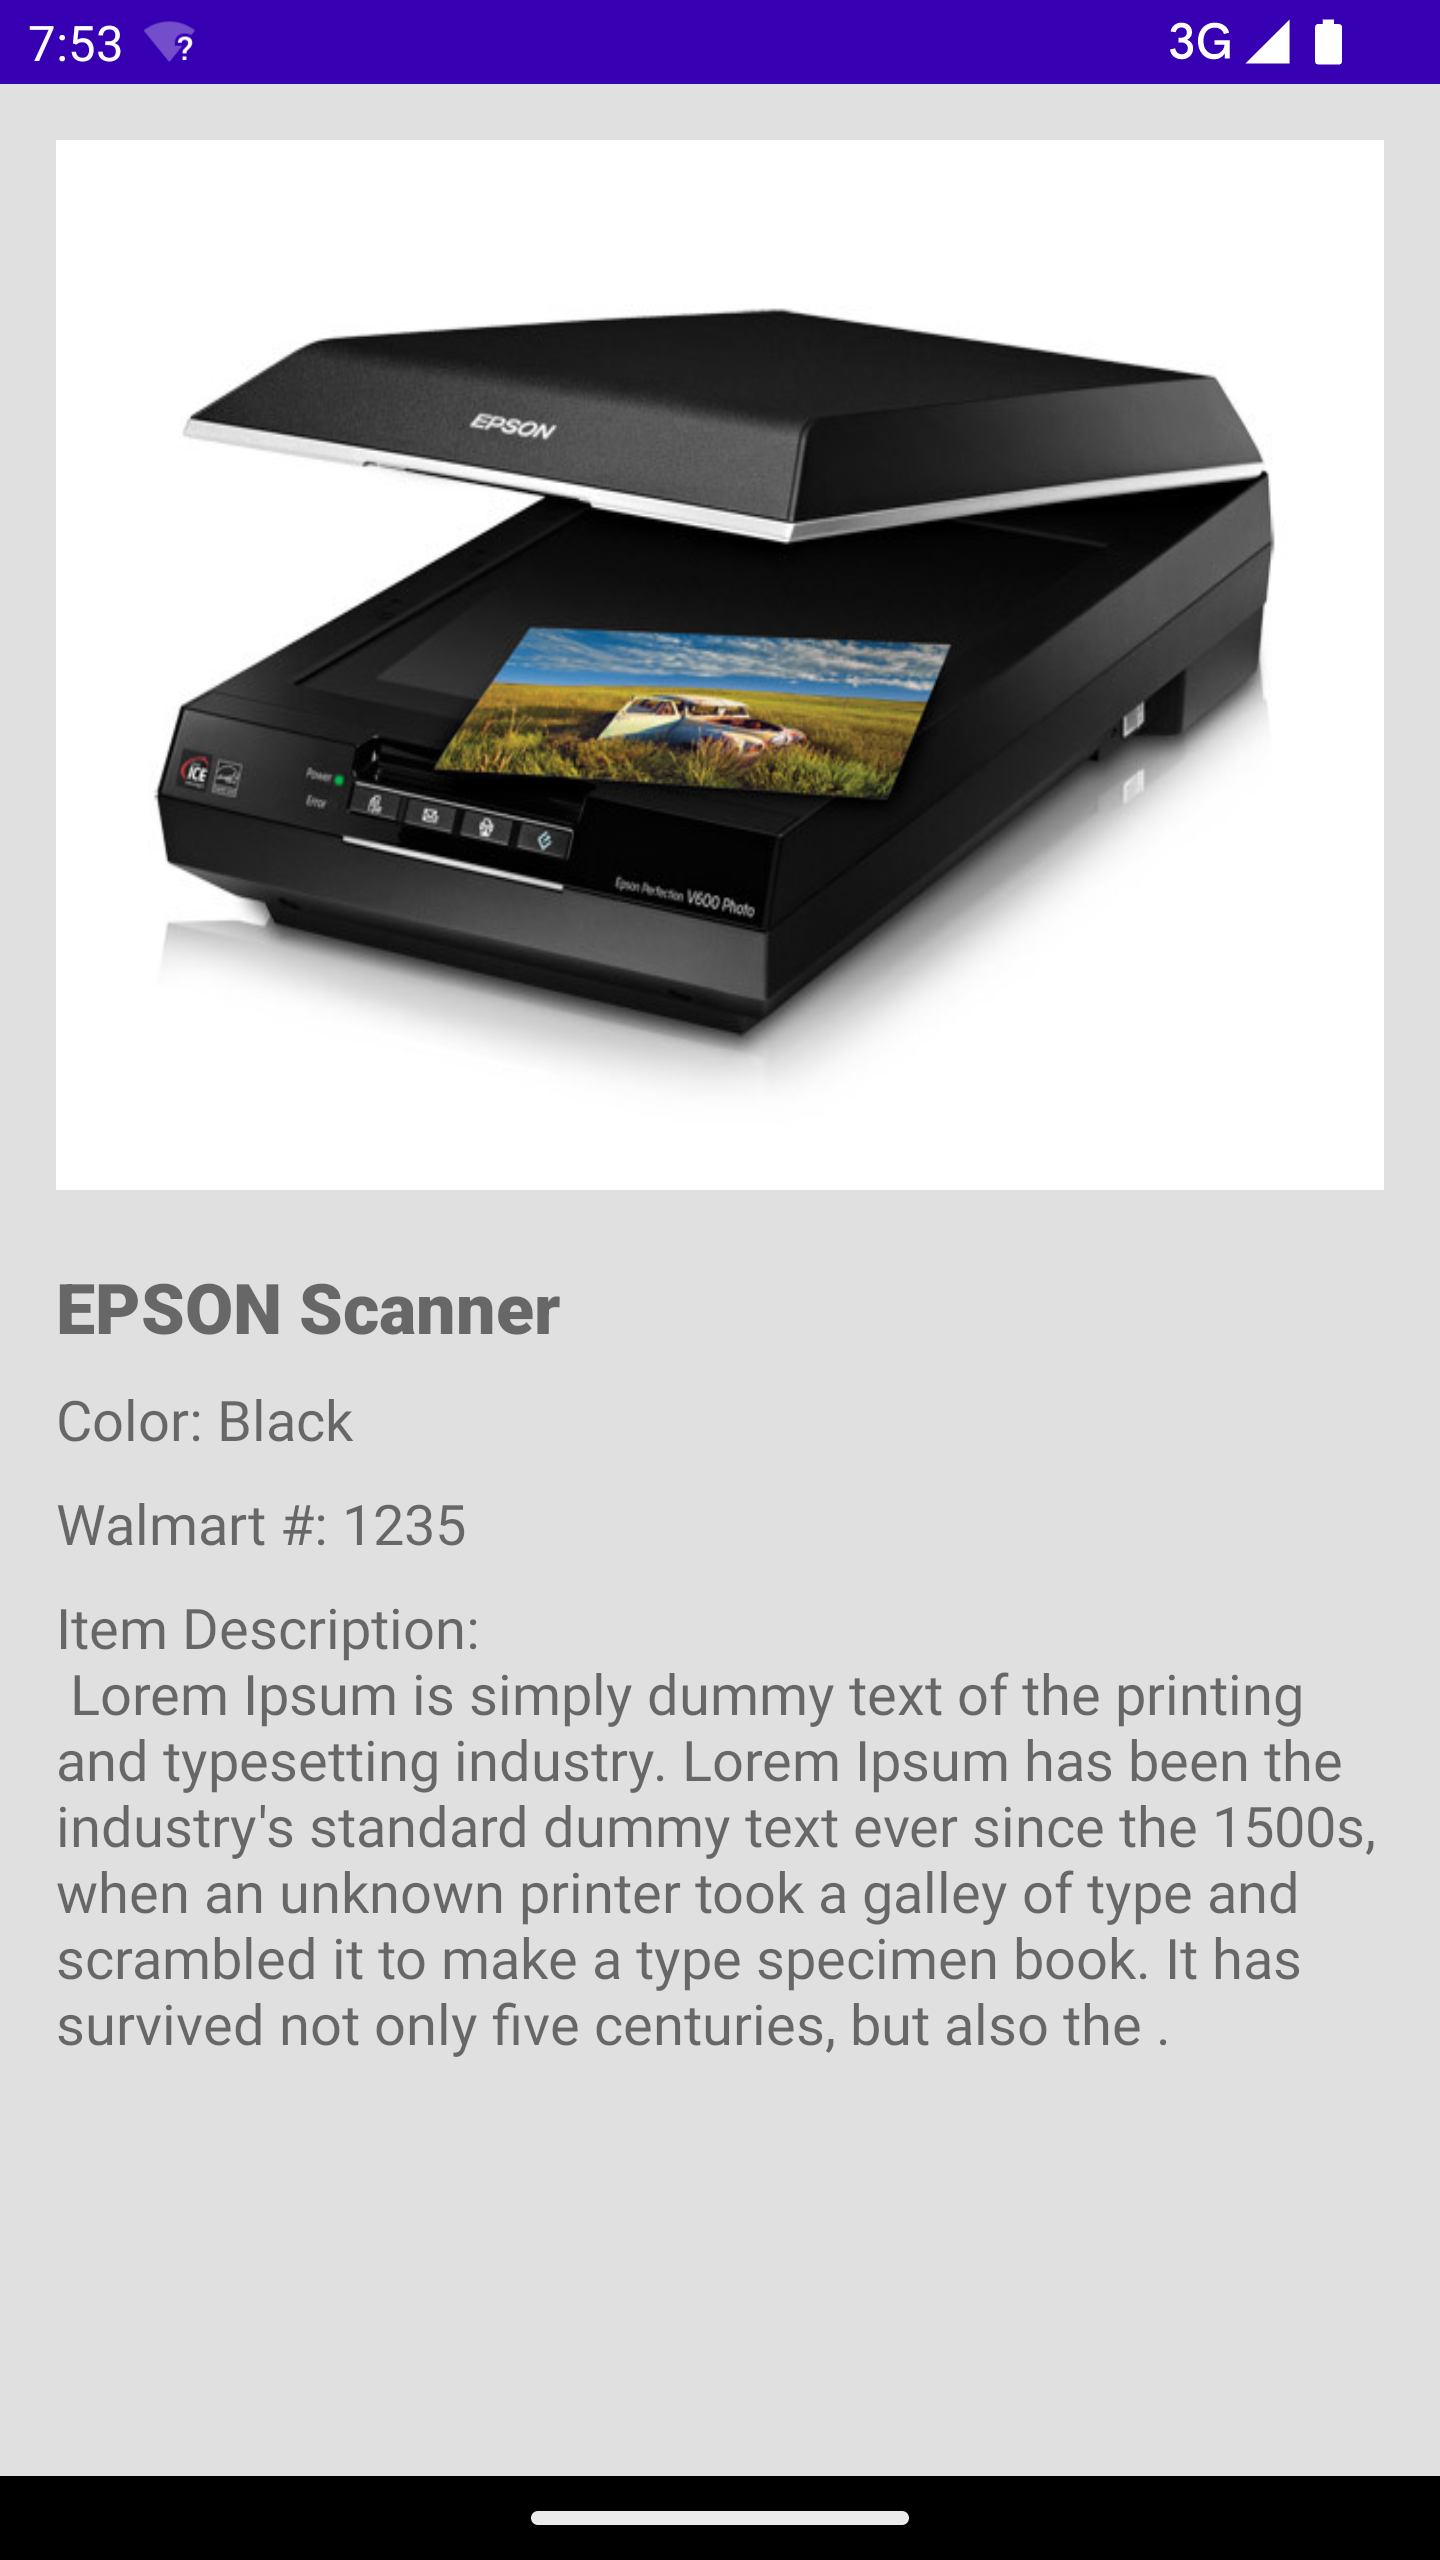 7:53
?
3G
EPSON
ICE
Power
Error
Epson Perfection V600 Photo
EPSON Scanner
Color: Black
Walmart #: 1235
Item Description:
Lorem Ipsum is simply dummy text of the printing
and typesetting industry. Lorem Ipsum has been the
industry's standard dummy text ever since the 1500s,
when an unknown printer took a galley of type and
scrambled it to make a type specimen book. It has
survived not only five centuries, but also the .